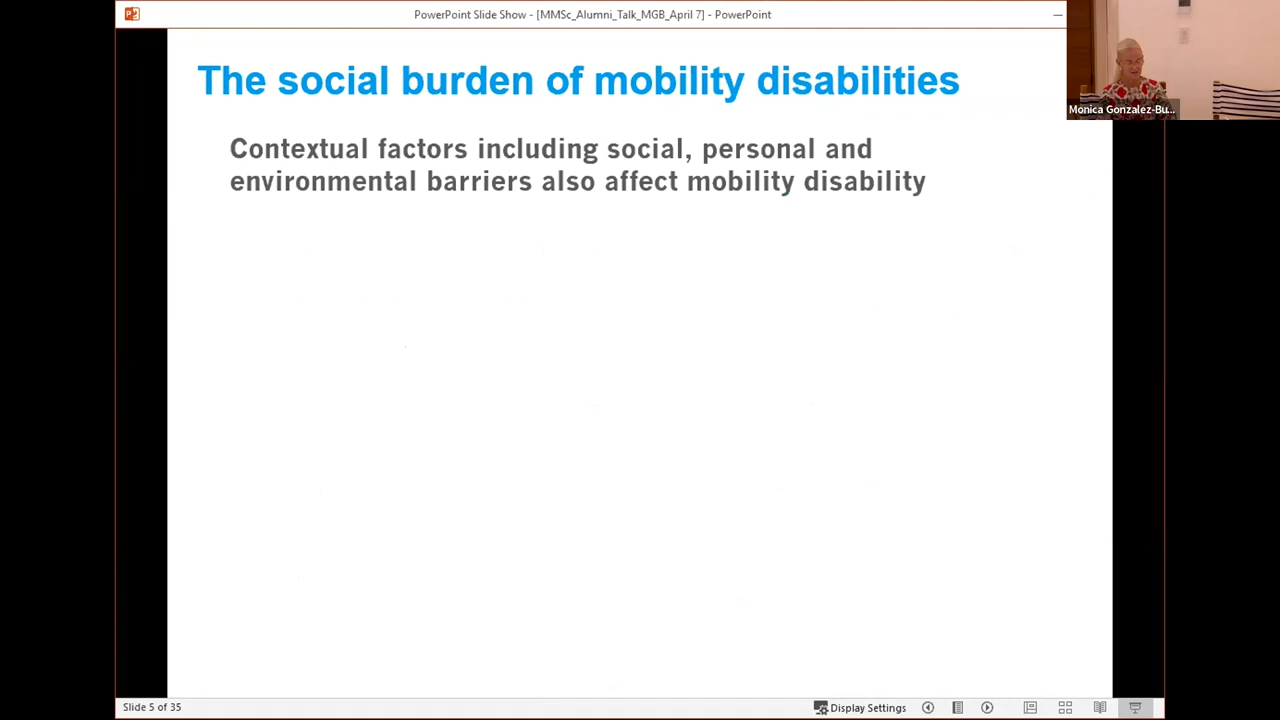 PowerPoint Slide Show - [MMSc_Alumni_Talk_MGB_April 7] - PowerPoint
The social burden of mobility disabilities
Monica Gonzalez-Bu...
Contextual factors including social, personal and
environmental barriers also affect mobility disability
Slide 5 of 35
Display Settings